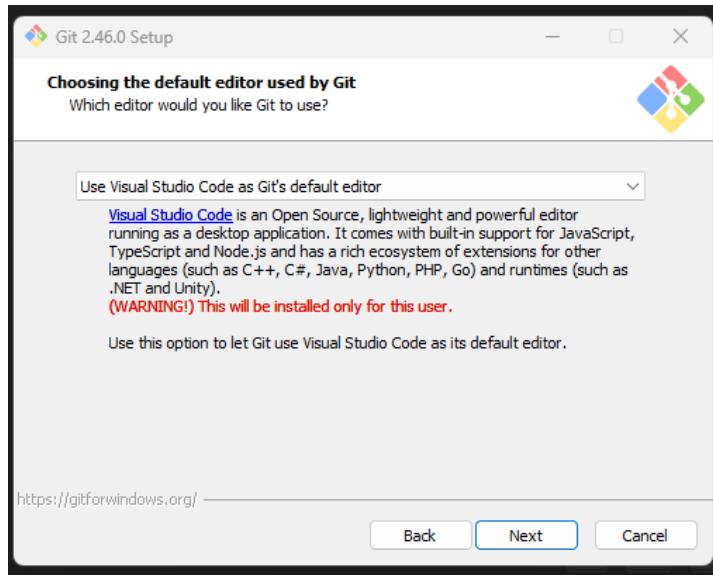 Git 2.46.0 Setup
Choosing the default editor used by Git
Which editor would you like Git to use?
Use Visual Studio Code as Git's default editor
Visual Studio Code is an Open Source, lightweight and powerful editor
running as a desktop application. It comes with built-in support for JavaScript,
TypeScript and Node.js and has a rich ecosystem of extensions for other
languages (such as C++, C#, Java, Python, PHP, Go) and runtimes (such as
.NET and Unity).
(WARNING!) This will be installed only for this user.
Use this option to let Git use Visual Studio Code as its default editor.
https://gitforwindows.org/
Back Next Cancel